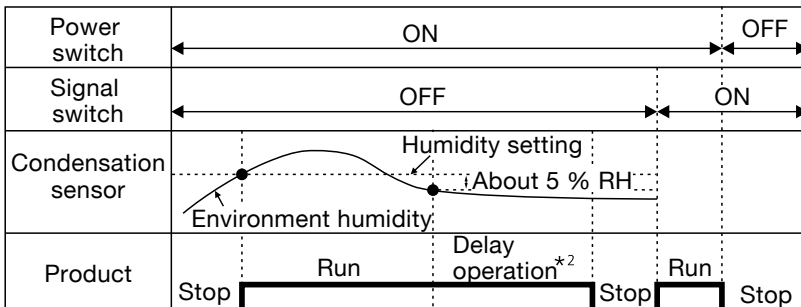 Power switch
ON
OFF
Signal switch
OFF
ON
Condensation sensor
Humidity setting
About 5 % RH
Environment humidity
Product
Stop
Run
Delay operation*2
Stop
Run
Stop